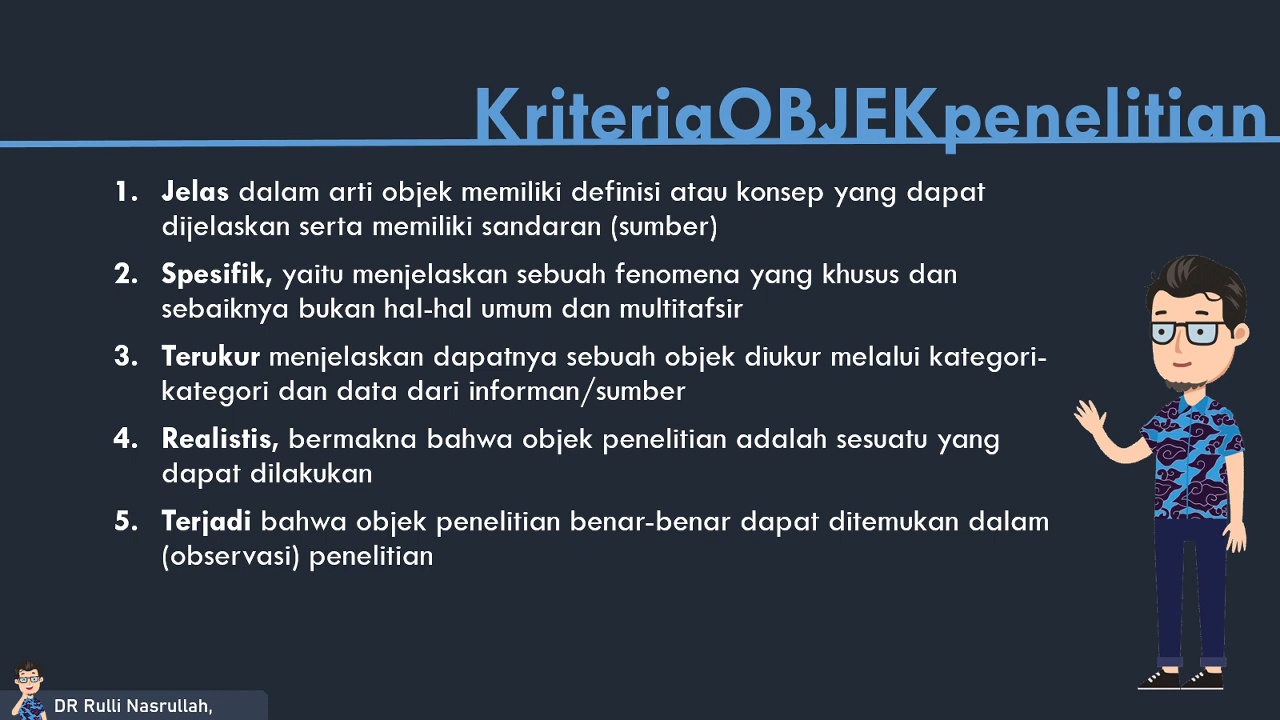 KriteriaOBJEKpenelitian
1. Jelas dalam arti objek memiliki definisi atau konsep yang dapat
dijelaskan serta memiliki sandaran (sumber)
2. Spesifik, yaitu menjelaskan sebuah fenomena yang khusus dan
sebaiknya bukan hal-hal umum dan multitafsir
3. Terukur menjelaskan dapatnya sebuah objek diukur melalui kategori-
kategori dan data dari informan/sumber
4. Realistis, bermakna bahwa objek penelitian adalah sesuatu yang
dapat dilakukan
5. Terjadi bahwa objek penelitian benar-benar dapat ditemukan dalam
(observasi) penelitian
DR Rulli Nasrullah,